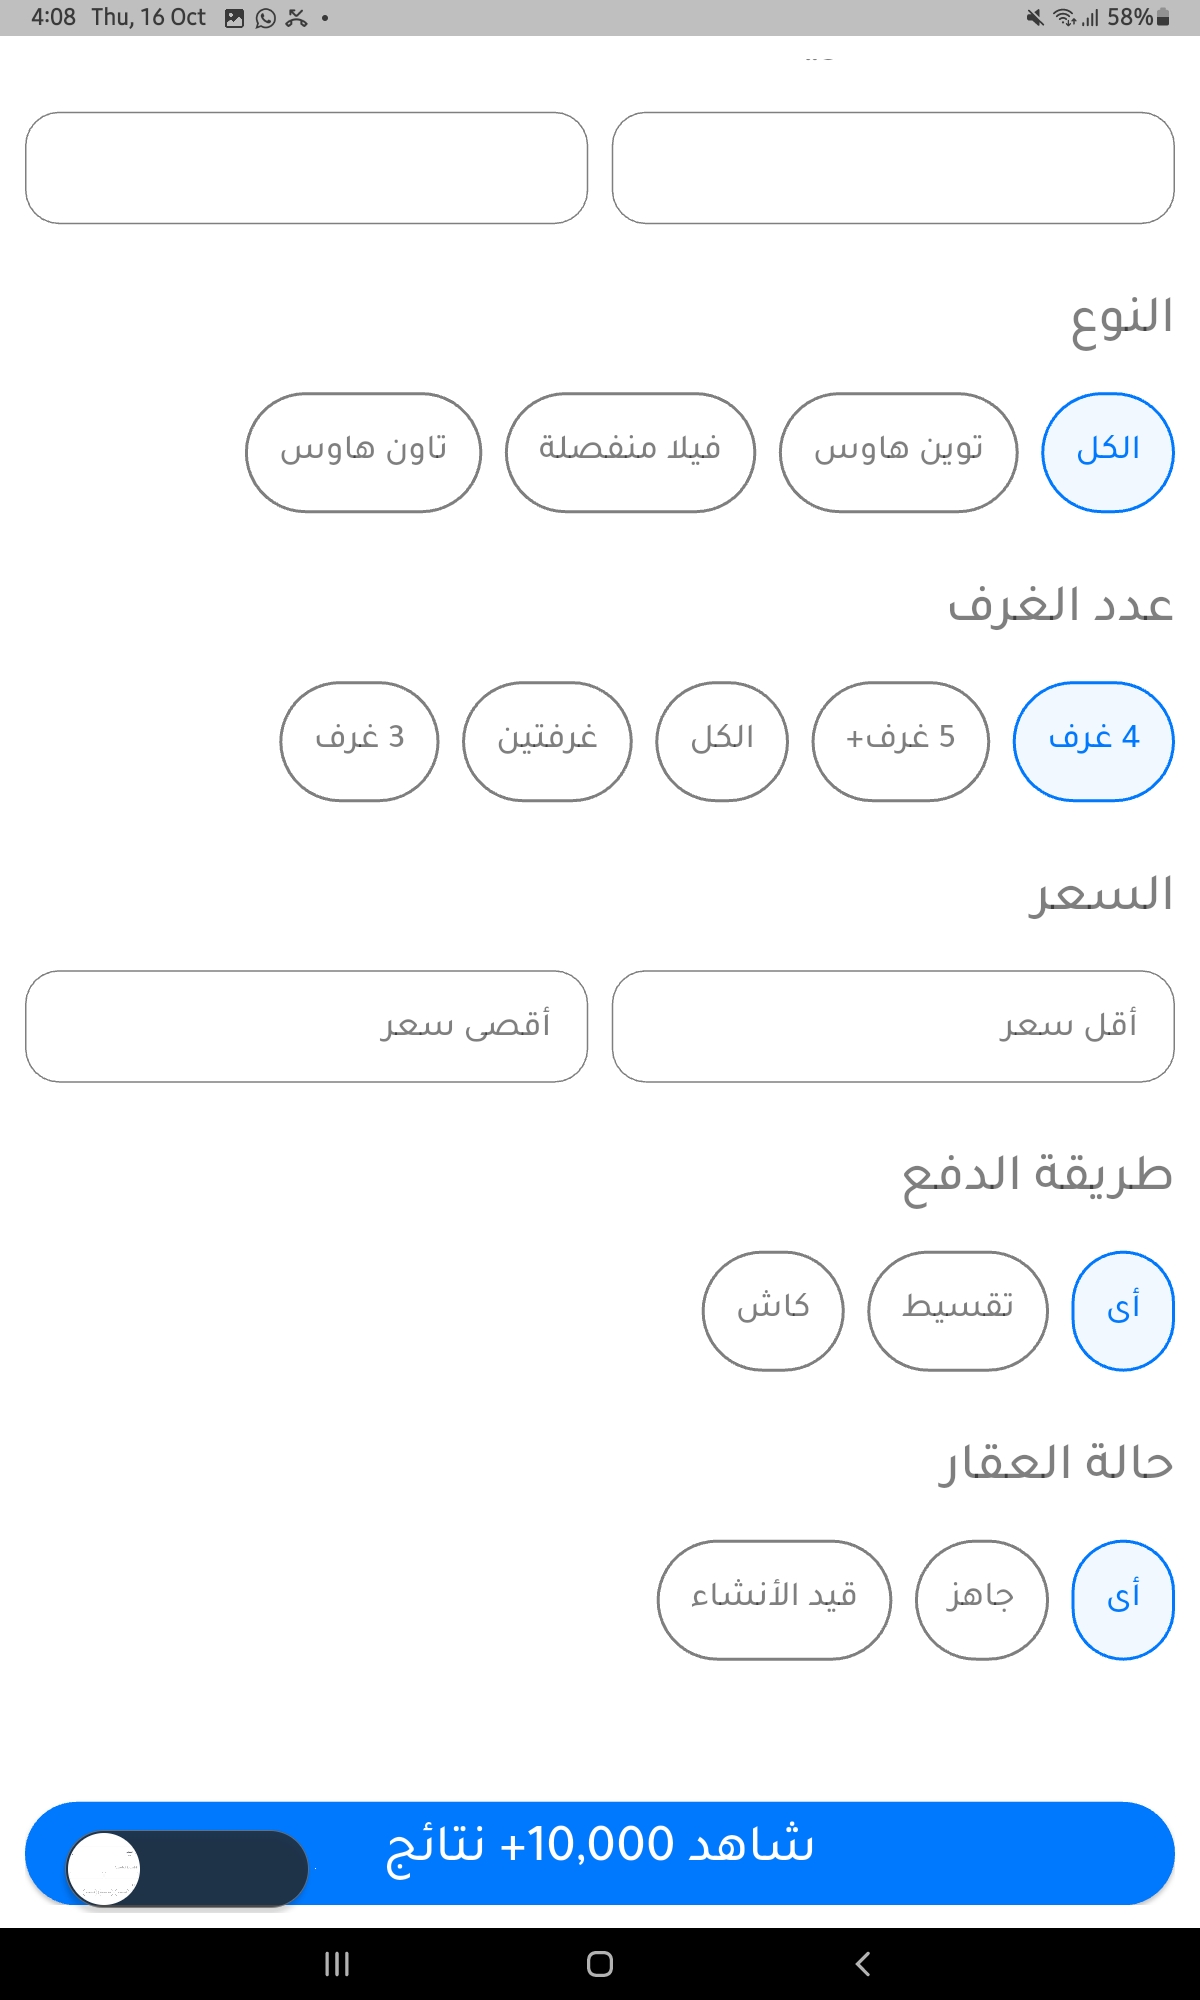 4:08 Thu, 16 Oct 58%
النوع
الكل توين هاوس فيلا منفصلة تاون هاوس
عدد الغرف
4 غرف 5 غرف+ الكل غرفتين 3 غرف
السعر
أقل سعر أقصى سعر
طريقة الدفع
أى تقسيط كاش
حالة العقار
أى جاهز قيد الأنشاء
شاهد 10,000+ نتائج